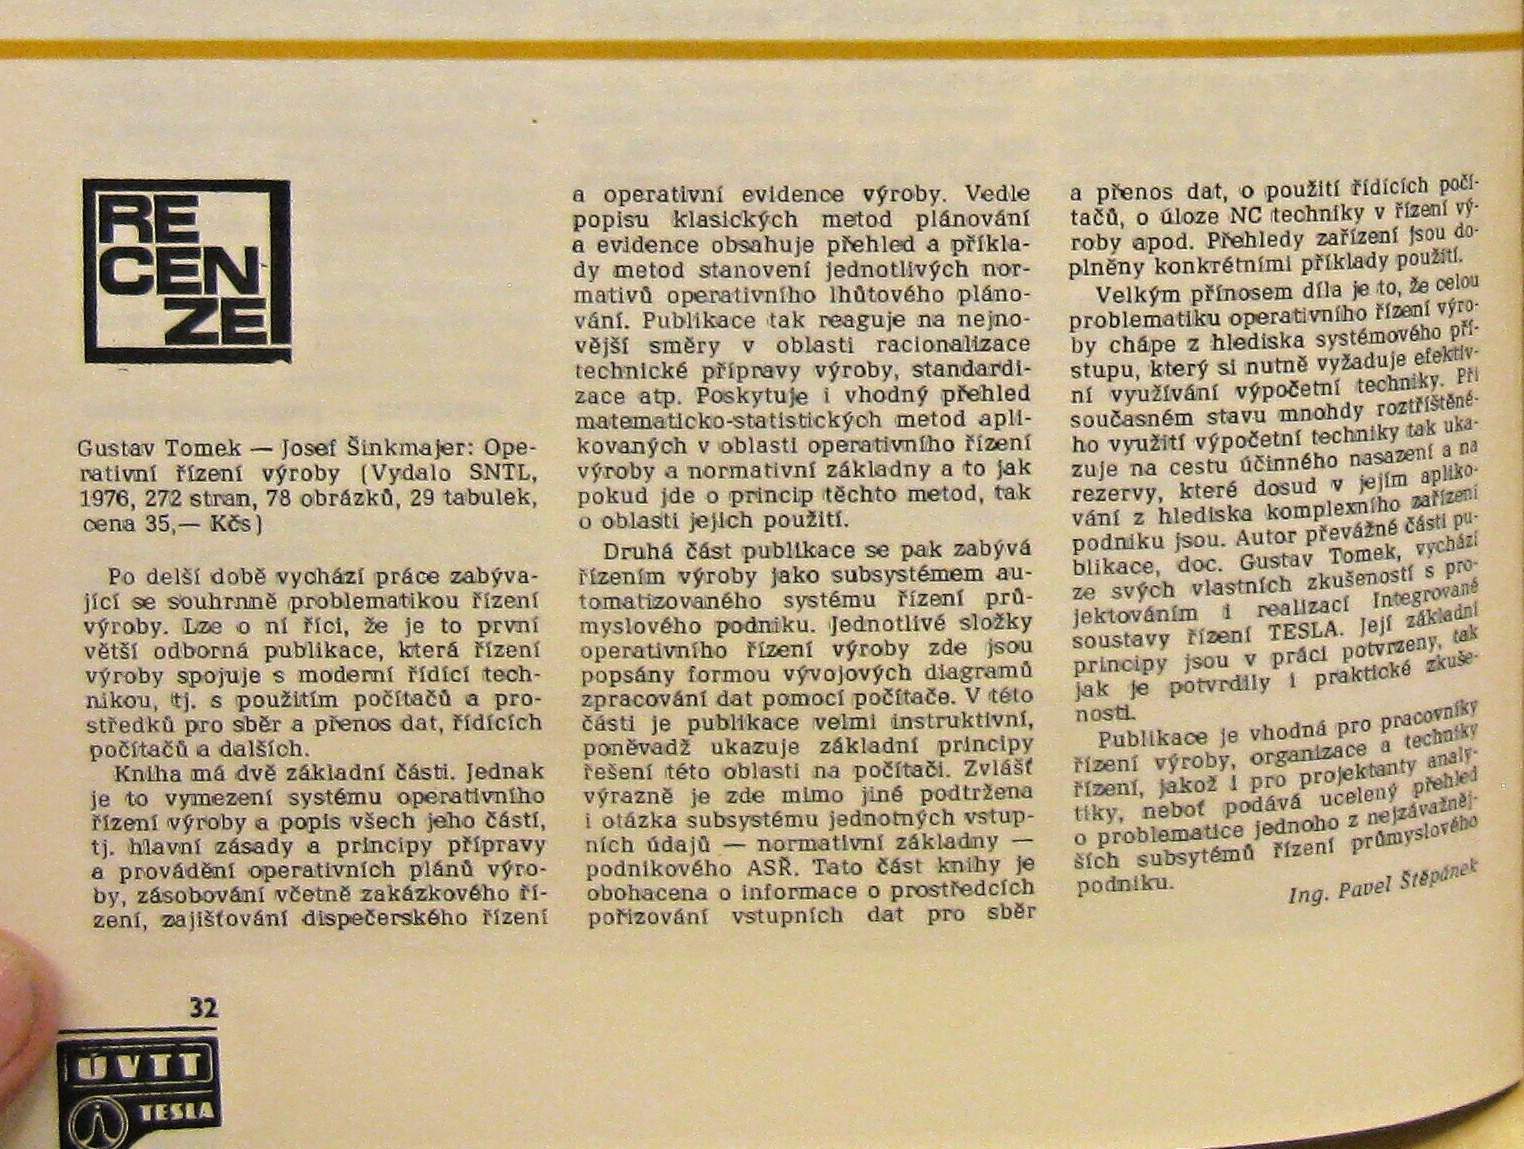 RE
CEN
ZE
Gustav Tomek — Josef Šinkmajer: Ope-
rativní řízení výroby (Vydalo SNTL,
1976, 272 stran, 78 obrázků, 29 tabulek,
cena 35,— Kčs)
Po delší době vychází práce zabýva-
jící se souhrnně problematikou řízení
výroby. Lze o ní říci, že je to první
větší odborná publikace, která řízení
výroby spojuje s moderní řídící tech-
nikou, tj. s použitím počítačů a pro-
středků pro sběr a přenos dat, řídících
počítačů a dalších.
Kniha má dvě základní části. Jednak
je to vymezení systému operativního
řízení výroby a popis všech jeho částí,
tj. hlavní zásady a principy přípravy
a provádění operativních plánů výro-
by, zásobování včetně zakázkového ří-
zení, zajišťování dispečerského řízení
a operativní evidence výroby. Vedle
popisu klasických metod plánování
a evidence obsahuje přehled a příkla-
dy metod stanovení jednotlivých nor-
mativů operativního lhůtového pláno-
vání. Publikace tak reaguje na nejno-
vější směry v oblasti racionalizace
technické přípravy výroby, standardi-
zace atp. Poskytuje i vhodný přehled
matematicko-statistických metod apli-
kovaných v oblasti operativního řízení
výroby a normativní základny a to jak
pokud jde o princip těchto metod, tak
o oblasti jejich použití.
Druhá část publikace se pak zabývá
řízením výroby jako subsystémem au-
tomatizovaného systému řízení prů-
myslového podniku. Jednotlivé složky
operativního řízení výroby zde jsou
popsány formou vývojových diagramů
zpracování dat pomocí počítače. V této
části je publikace velmi instruktivní,
poněvadž ukazuje základní principy
řešení této oblasti na počítači. Zvlášť
výrazně je zde mimo jiné podtržena
i otázka subsystému jednotných vstup-
ních údajů — normativní základny —
podnikového ASŘ. Tato část knihy je
obohacena o informace o prostředcích
pořizování vstupních dat pro sběr
a přenos dat, o použití řídících počí-
tačů, o úloze NC techniky v řízení vý-
roby apod. Přehledy zařízení jsou do-
plněny konkrétními příklady použití.
Velkým přínosem díla je to, že celou
problematiku operativního řízení výro-
by chápe z hlediska systémového pří-
stupu, který si nutně vyžaduje efektiv-
ní využívání výpočetní techniky. Při
současném stavu mnohdy roztříštěné-
ho využití výpočetní techniky tak uka-
zuje na cestu účinného nasazení a na
rezervy, které dosud v jejím apliko-
vání z hlediska komplexního zařízení
podniku jsou. Autor převážné části pu-
blikace, doc. Gustav Tomek, vychází
ze svých vlastních zkušeností s pro-
jektováním i realizací Integrované
soustavy řízení TESLA. Její základní
principy jsou v práci potvrzeny, tak
jak je potvrdily i praktické zkuše-
nosti.
Publikace je vhodná pro pracovníky
řízení výroby, organizace a techniky
řízení, jakož i pro projektanty analy-
tiky, neboť podává ucelený přehled
o problematice jednoho z nejzávažněj-
ších subsytémů řízení průmyslového
podniku.
Ing. Pavel Štěpánek
32
ÚVTT
TESLA